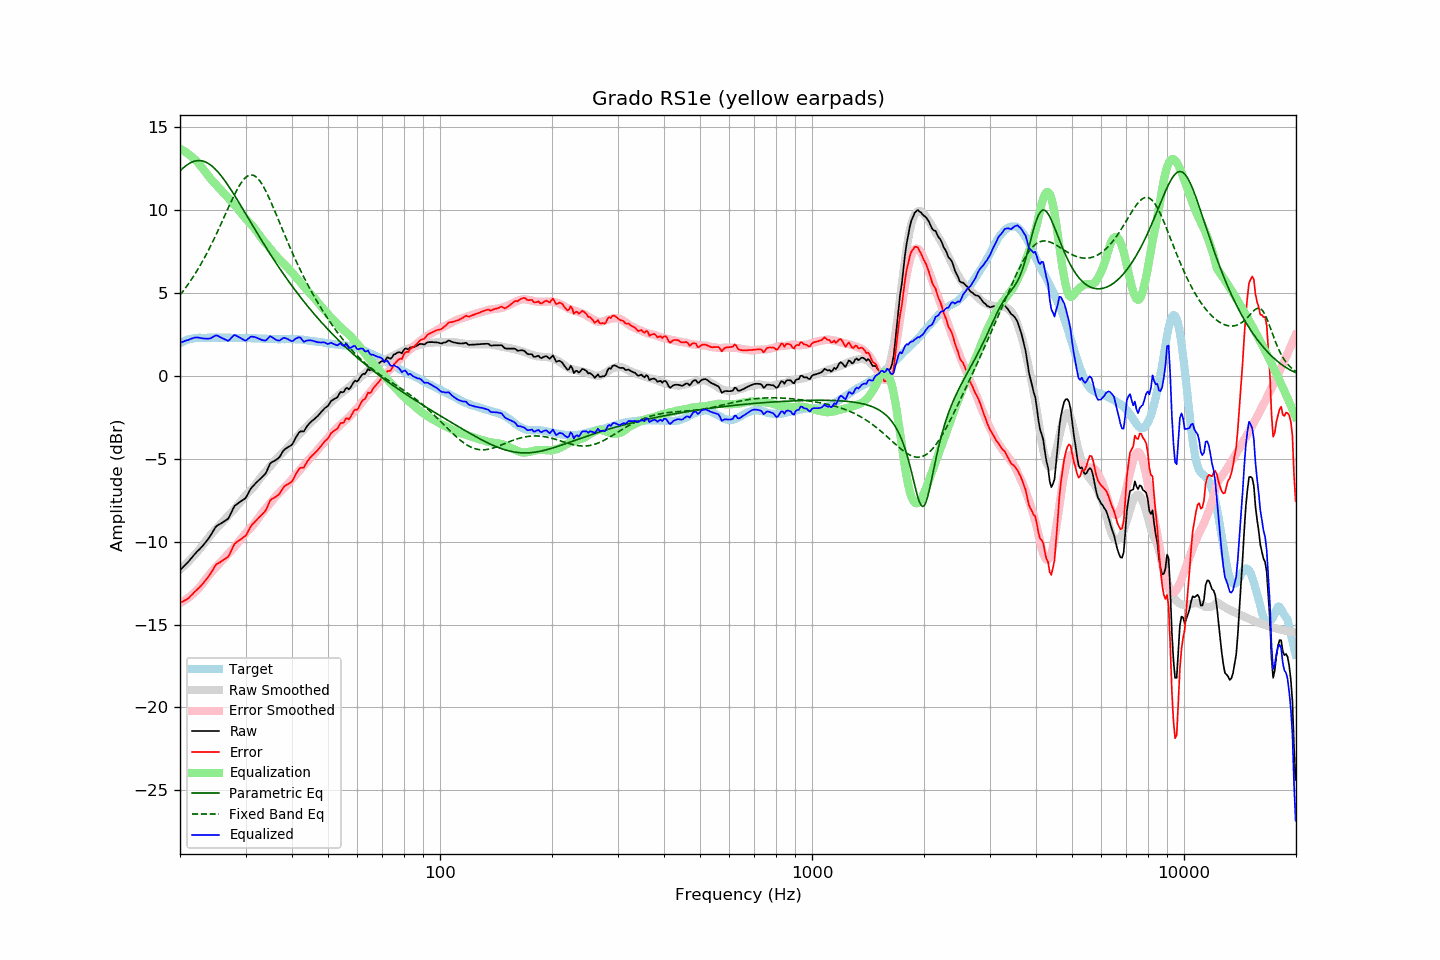 Grado RS1e (yellow earpads)
15
10
5
0
−5
−10
−15
−20
−25
Amplitude (dBr)
Target
Raw Smoothed
Error Smoothed
Raw
Error
Equalization
Parametric Eq
Fixed Band Eq
Equalized
100
1000
10000
Frequency (Hz)